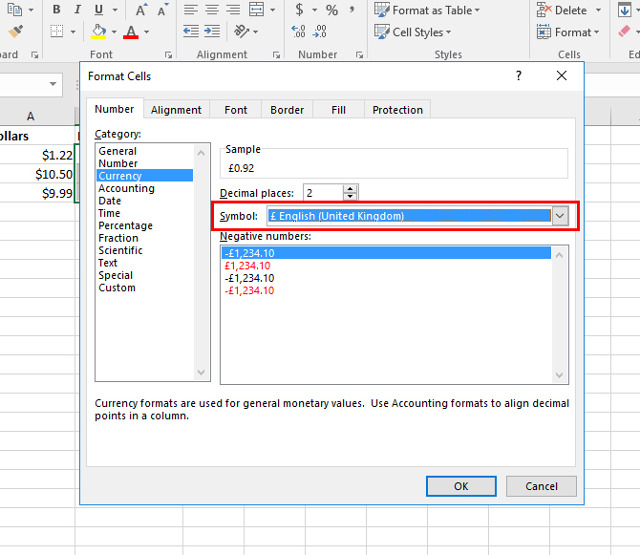 Format as Table
Delete
B I U A A
$ % ,
Cell Styles
Format
Alignment
Number
Styles
Cells
Format Cells
?
A
Number Alignment Font Border Fill Protection
Category:
General
Number
Currency
Accounting
Date
Time
Percentage
Fraction
Scientific
Text
Special
Custom
Sample
£0.92
Decimal places: 2
Symbol: £ English (United Kingdom)
Negative numbers:
-£1,234.10
£1,234.10
-£1,234.10
-£1,234.10
$1.22
$10.50
$9.99
Currency formats are used for general monetary values. Use Accounting formats to align decimal
points in a column.
OK Cancel